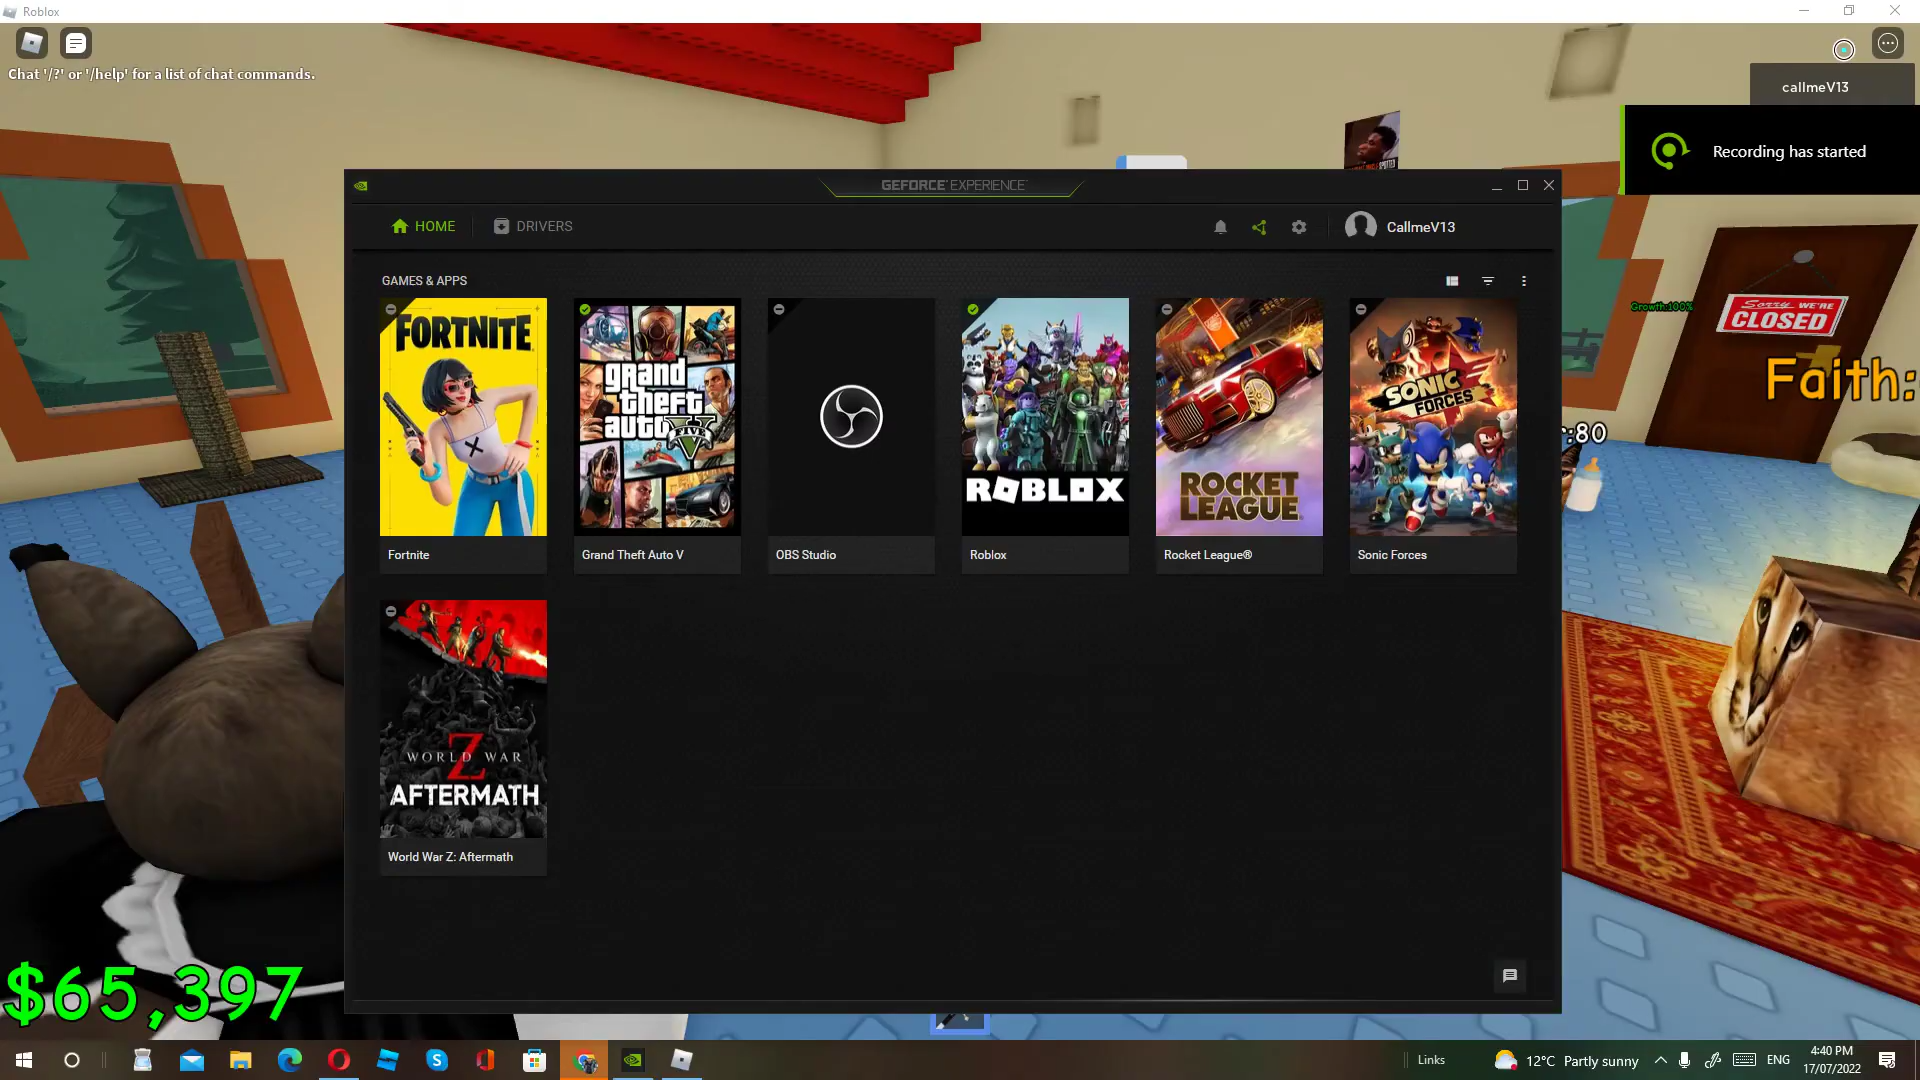 Roblox
Chat '/?' or '/help' for a list of chat commands.
callmeV13
Recording has started
GEFORCE EXPERIENCE
HOME
DRIVERS
CallmeV13
GAMES & APPS
FORTNITE
grand
theft
auto
FIVE
ROBLOX
ROCKET
LEAGUE
SONIC
FORCES
Fortnite
Grand Theft Auto V
OBS Studio
Roblox
Rocket League®
Sonic Forces
WORLD WAR
Z
AFTERMATH
World War Z: Aftermath
Growth:100%
Sorry WE'RE
CLOSED
Faith:
:80
$65,397
Links
12°C Partly sunny
ENG
4:40 PM
17/07/2022